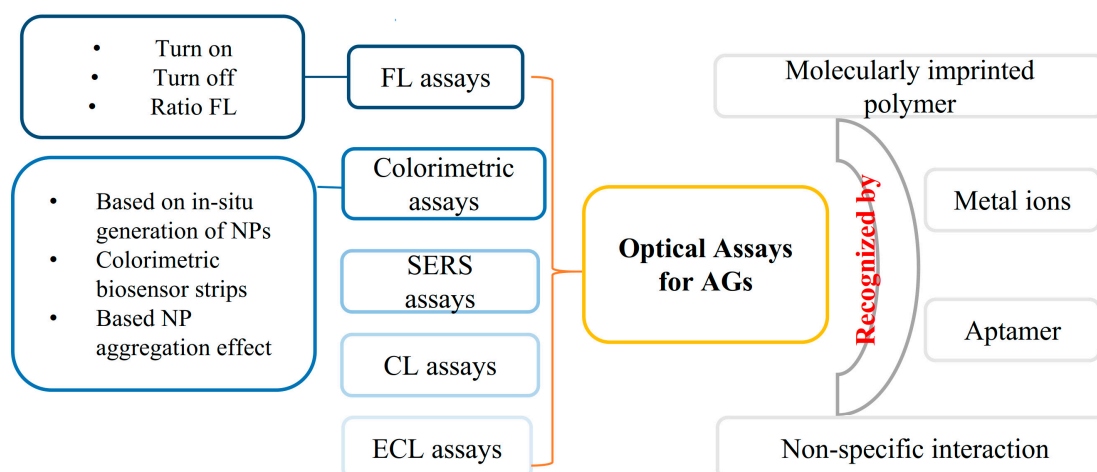 • Turn on
• Turn off
• Ratio FL
FL assays
• Based on in-situ
generation of NPs
• Colorimetric
biosensor strips
• Based NP
aggregation effect
Colorimetric
assays
SERS
assays
CL assays
ECL assays
Optical Assays
for AGs
Recognized by
Molecularly imprinted
polymer
Metal ions
Aptamer
Non-specific interaction